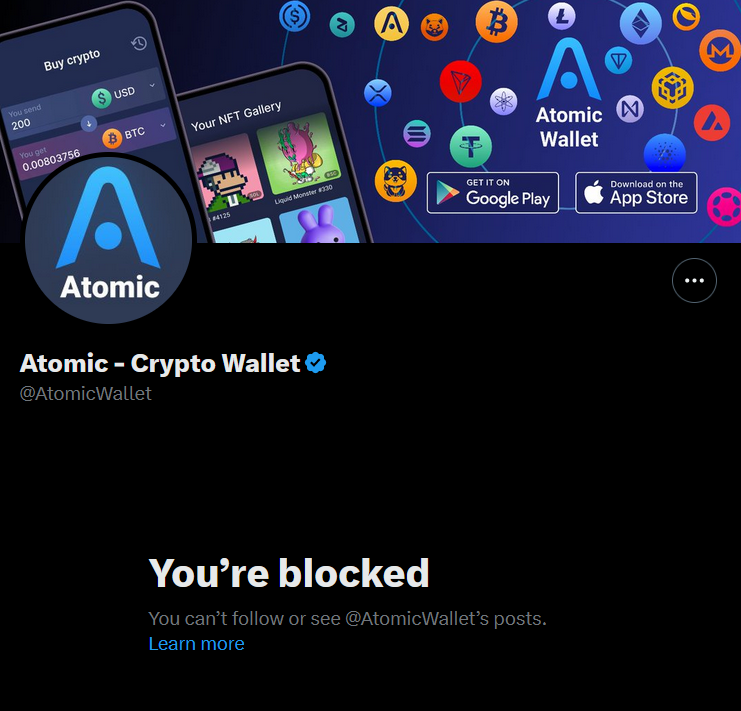 Buy crypto
You send
200
USD
You get
0.00803756
BTC
Your NFT Gallery
#4125
SOL
Liquid Monster #330
BSC
Atomic
Wallet
GET IT ON
Google Play
Download on the
App Store
Atomic
Atomic - Crypto Wallet
@AtomicWallet
You’re blocked
You can’t follow or see @AtomicWallet’s posts.
Learn more